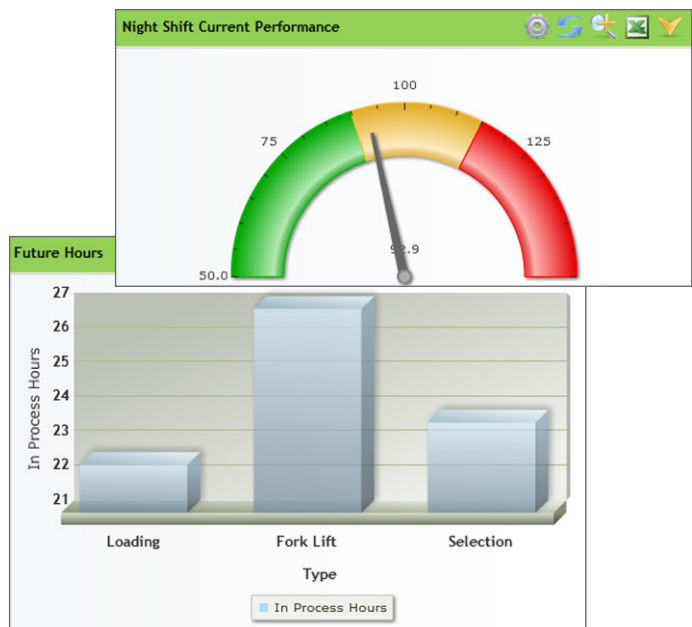 Night Shift Current Performance
100
75
125
50.0
Future Hours
27
26
25
24
23
22
21
In Process Hours
Loading
Fork Lift
Selection
Type
In Process Hours